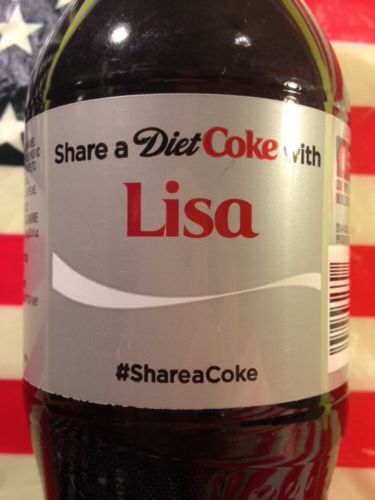 Share a Diet Coke with
Lisa
#ShareaCoke